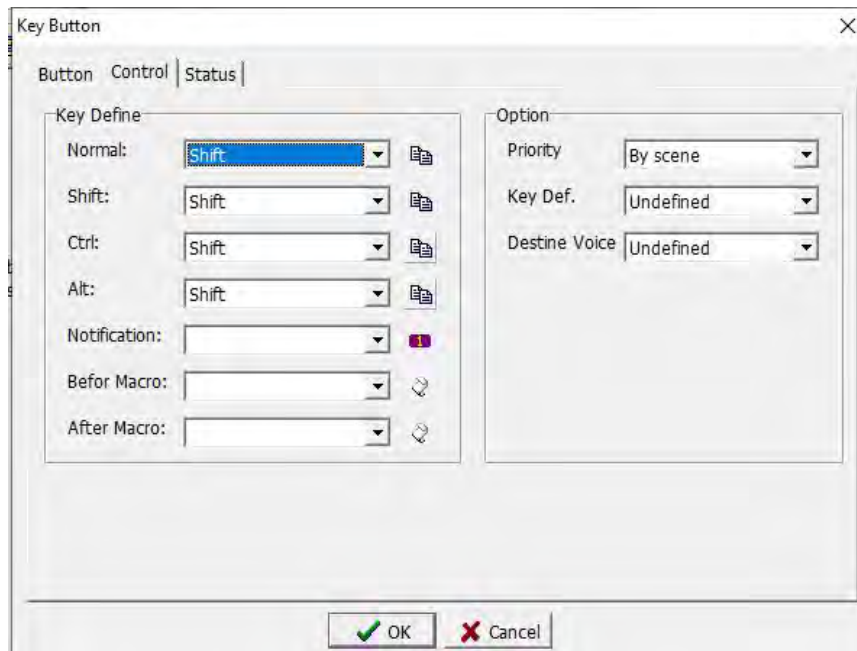 Key Button
Button Control Status
Key Define
Normal: Shift
Shift: Shift
Ctrl: Shift
Alt: Shift
Notification: 1
Befor Macro:
After Macro:
Option
Priority By scene
Key Def. Undefined
Destine Voice Undefined
OK Cancel